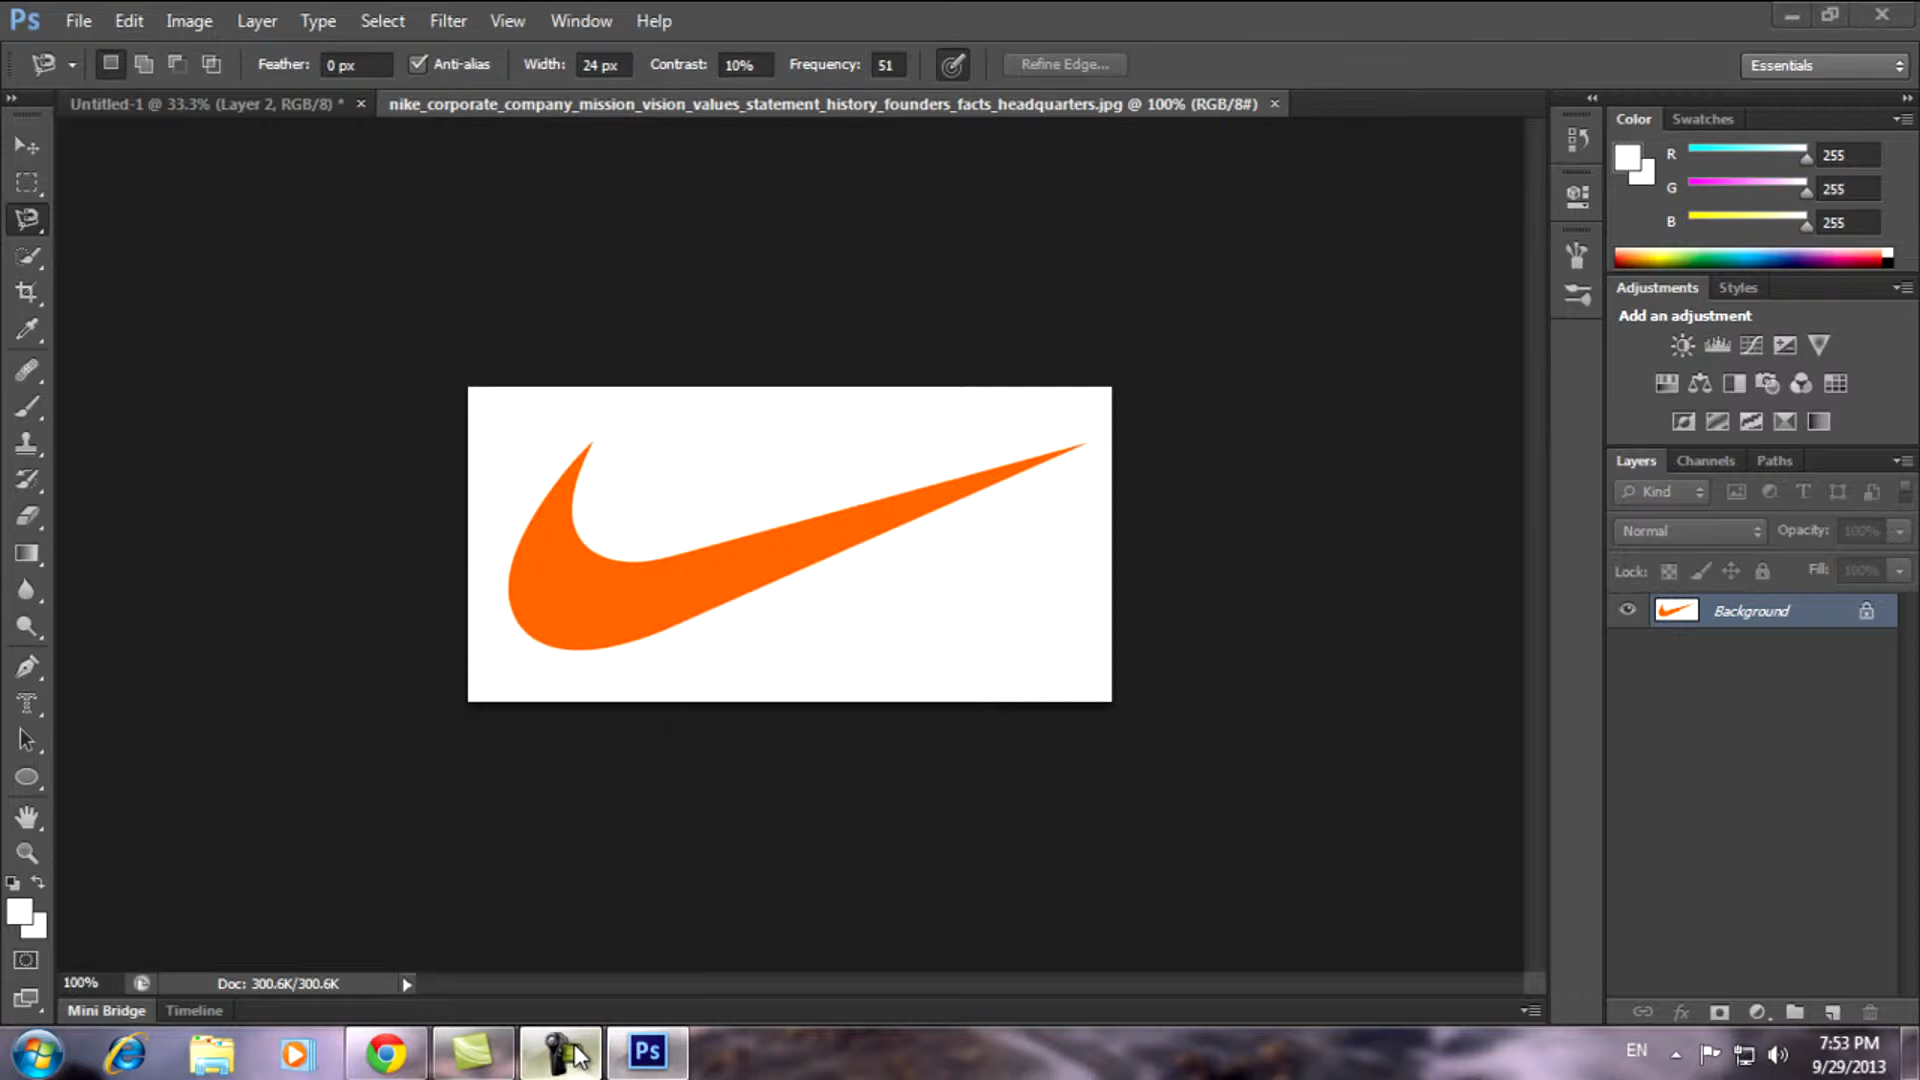 Ps File Edit Image Layer Type Select Filter View Window Help
Feather: 0 px Anti-alias Width: 24 px Contrast: 10% Frequency: 51 Refine Edge... Essentials
Untitled-1 @ 33.3% (Layer 2, RGB/8) * × nike_corporate_company_mission_vision_values_statement_history_founders_facts_headquarters.jpg @ 100% (RGB/8#) ×
Color Swatches
R 255
G 255
B 255
Adjustments Styles
Add an adjustment
Layers Channels Paths
Kind
Normal Opacity: 100%
Lock: Fill: 100%
Background
100% Doc: 300.6K/300.6K
Mini Bridge Timeline
Ps
EN
7:53 PM
9/29/2013